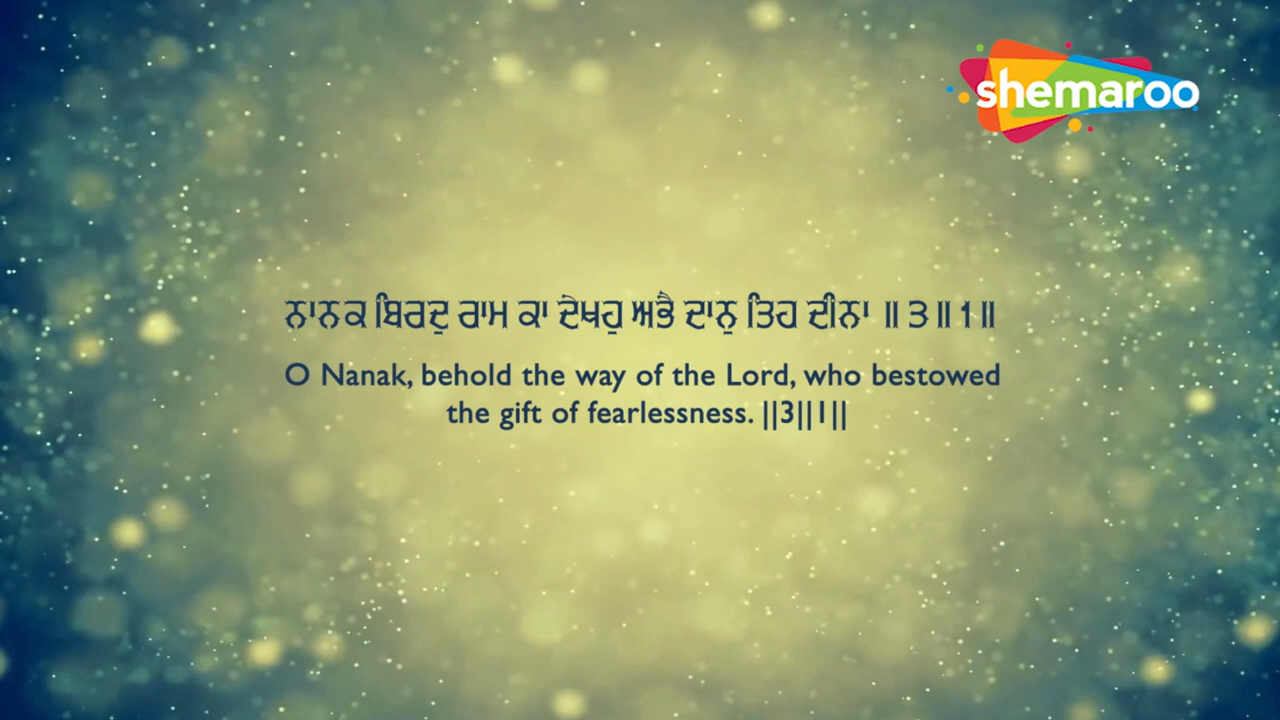 shemaroo
ਨਾਨਕ ਬਿਰਦੁ ਰਾਮ ਕਾ ਦੇਖਹੁ ਅਭੈ ਦਾਨੁ ਤਿਹ ਦੀਨਾ ॥੩॥੧॥
O Nanak, behold the way of the Lord, who bestowed
the gift of fearlessness. ||3||1||